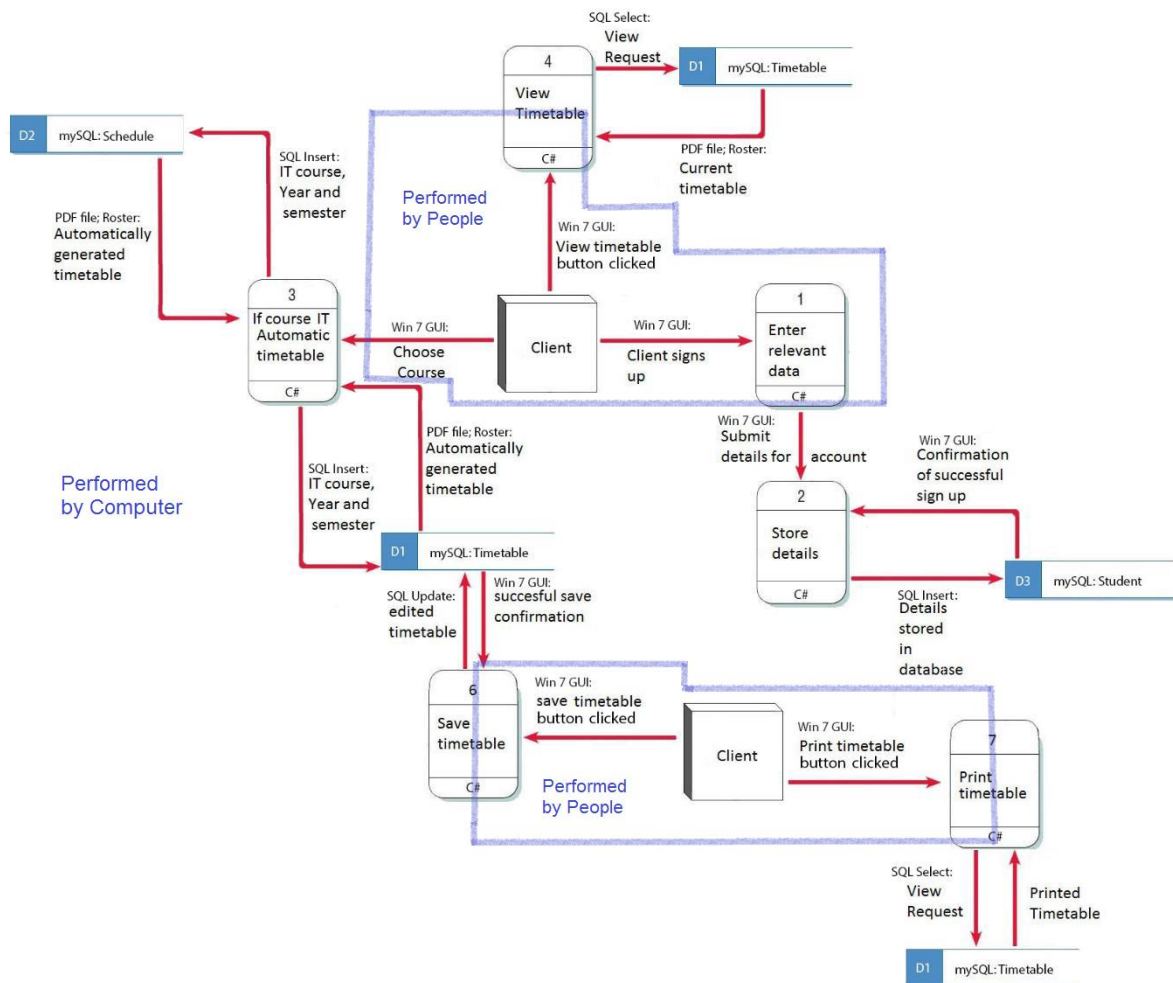 SQL Select:
View
Request
4
View
Timetable
C#
D1
mySQL: Timetable
PDF file; Roster:
Current
timetable
D2
mySQL: Schedule
SQL Insert:
IT course,
Year and
semester
PDF file; Roster:
Automatically
generated
timetable
Performed
by People
Win 7 GUI:
View timetable
button clicked
3
If course IT
Automatic
timetable
C#
Win 7 GUI:
Choose
Course
Client
Win 7 GUI:
Client signs
up
1
Enter
relevant
data
C#
Win 7 GUI:
Submit
details for account
PDF file; Roster:
Automatically
generated
timetable
Win 7 GUI:
Confirmation
of successful
sign up
Performed
by Computer
SQL Insert:
IT course,
Year and
semester
2
Store
details
C#
D1
mySQL: Timetable
D3
mySQL: Student
SQL Insert:
Details
stored
in
database
SQL Update:
edited
timetable
Win 7 GUI:
succesful save
confirmation
6
Save
timetable
C#
Win 7 GUI:
save timetable
button clicked
Client
Win 7 GUI:
Print timetable
button clicked
7
Print
timetable
C#
Performed
by People
SQL Select:
View
Request
Printed
Timetable
D1
mySQL: Timetable